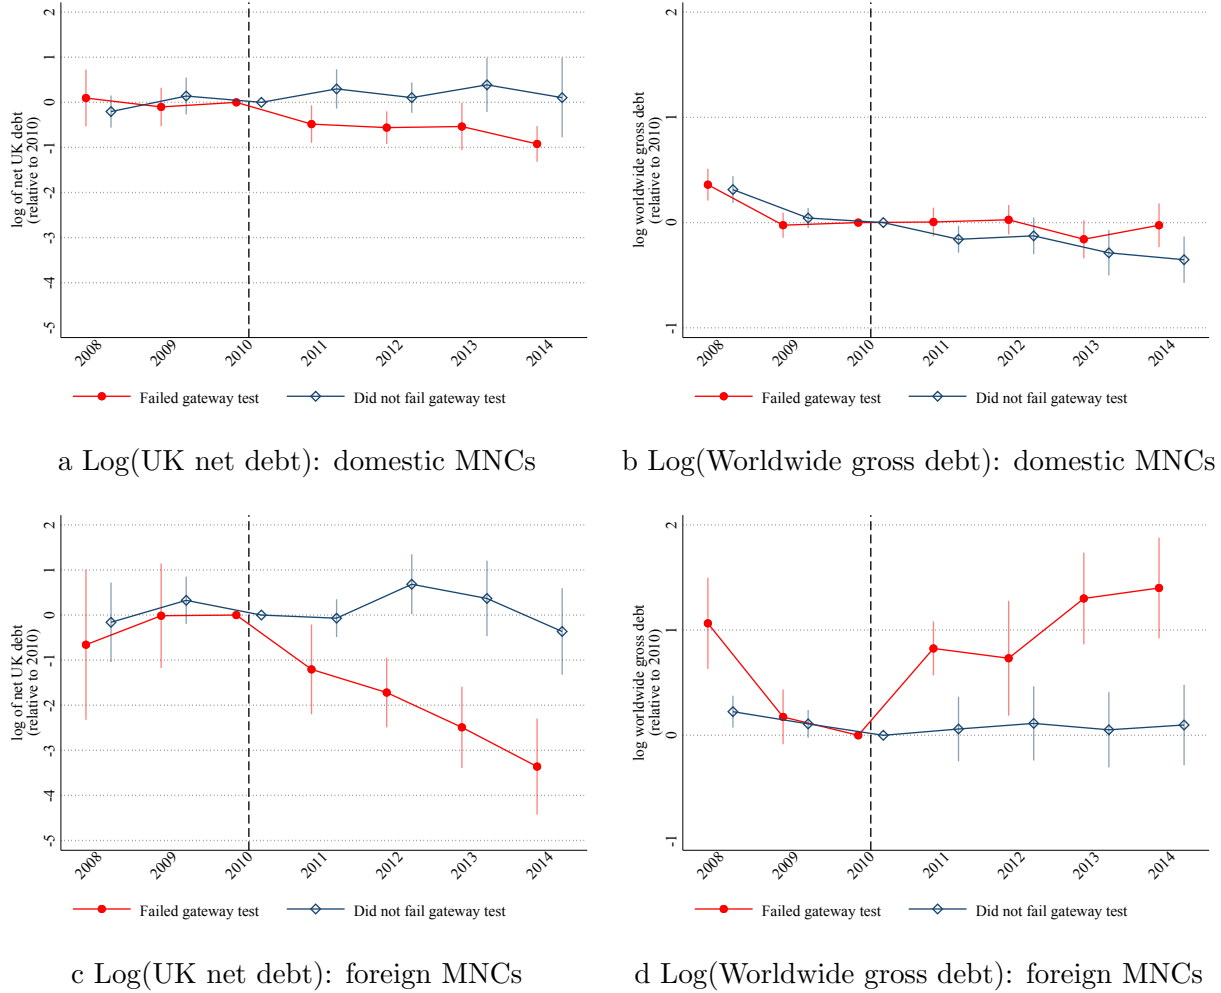 log of net UK debt
(relative to 2010)
2
1
0
-1
-2
-3
-4
-5
2008
2009
2010
2011
2012
2013
2014
Failed gateway test
Did not fail gateway test
a Log(UK net debt): domestic MNCs
log worldwide gross debt
(relative to 2010)
2
1
0
-1
2008
2009
2010
2011
2012
2013
2014
Failed gateway test
Did not fail gateway test
b Log(Worldwide gross debt): domestic MNCs
log of net UK debt
(relative to 2010)
2
1
0
-1
-2
-3
-4
-5
2008
2009
2010
2011
2012
2013
2014
Failed gateway test
Did not fail gateway test
c Log(UK net debt): foreign MNCs
log worldwide gross debt
(relative to 2010)
2
1
0
-1
2008
2009
2010
2011
2012
2013
2014
Failed gateway test
Did not fail gateway test
d Log(Worldwide gross debt): foreign MNCs